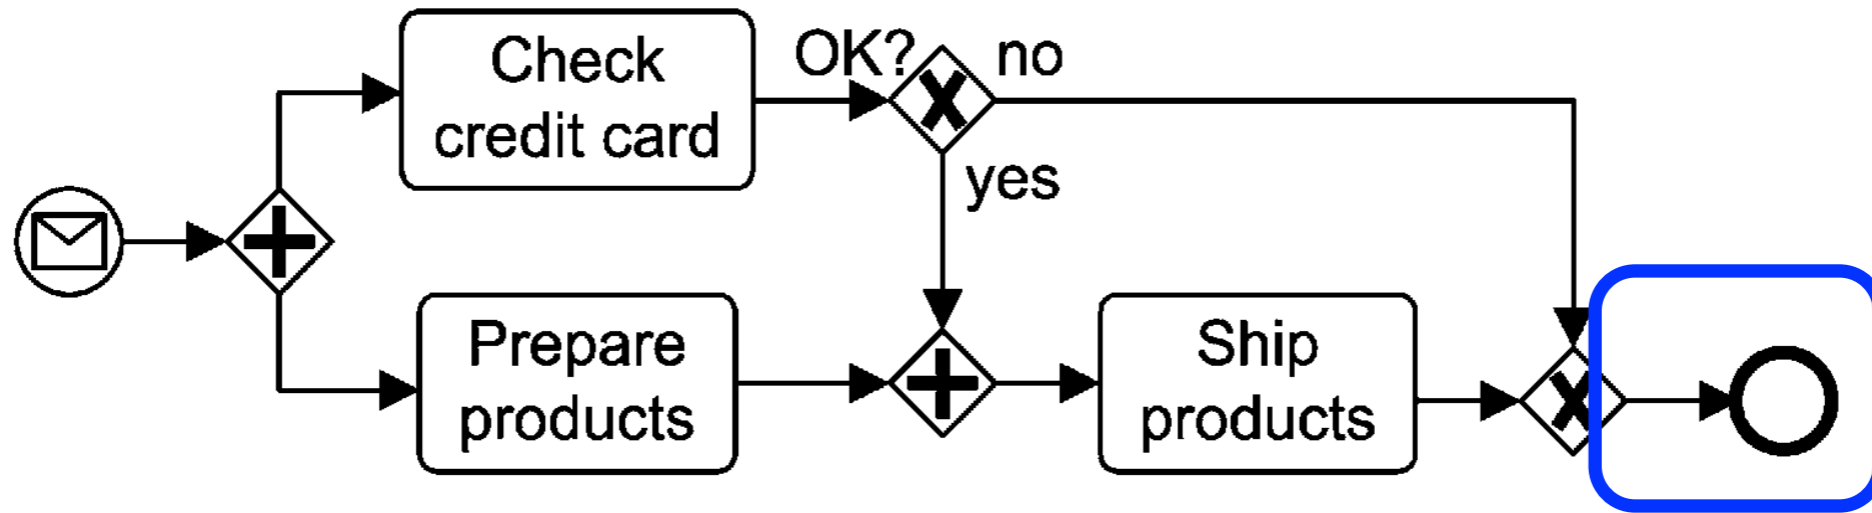 Check
credit card
OK?
no
yes
Prepare
products
Ship
products